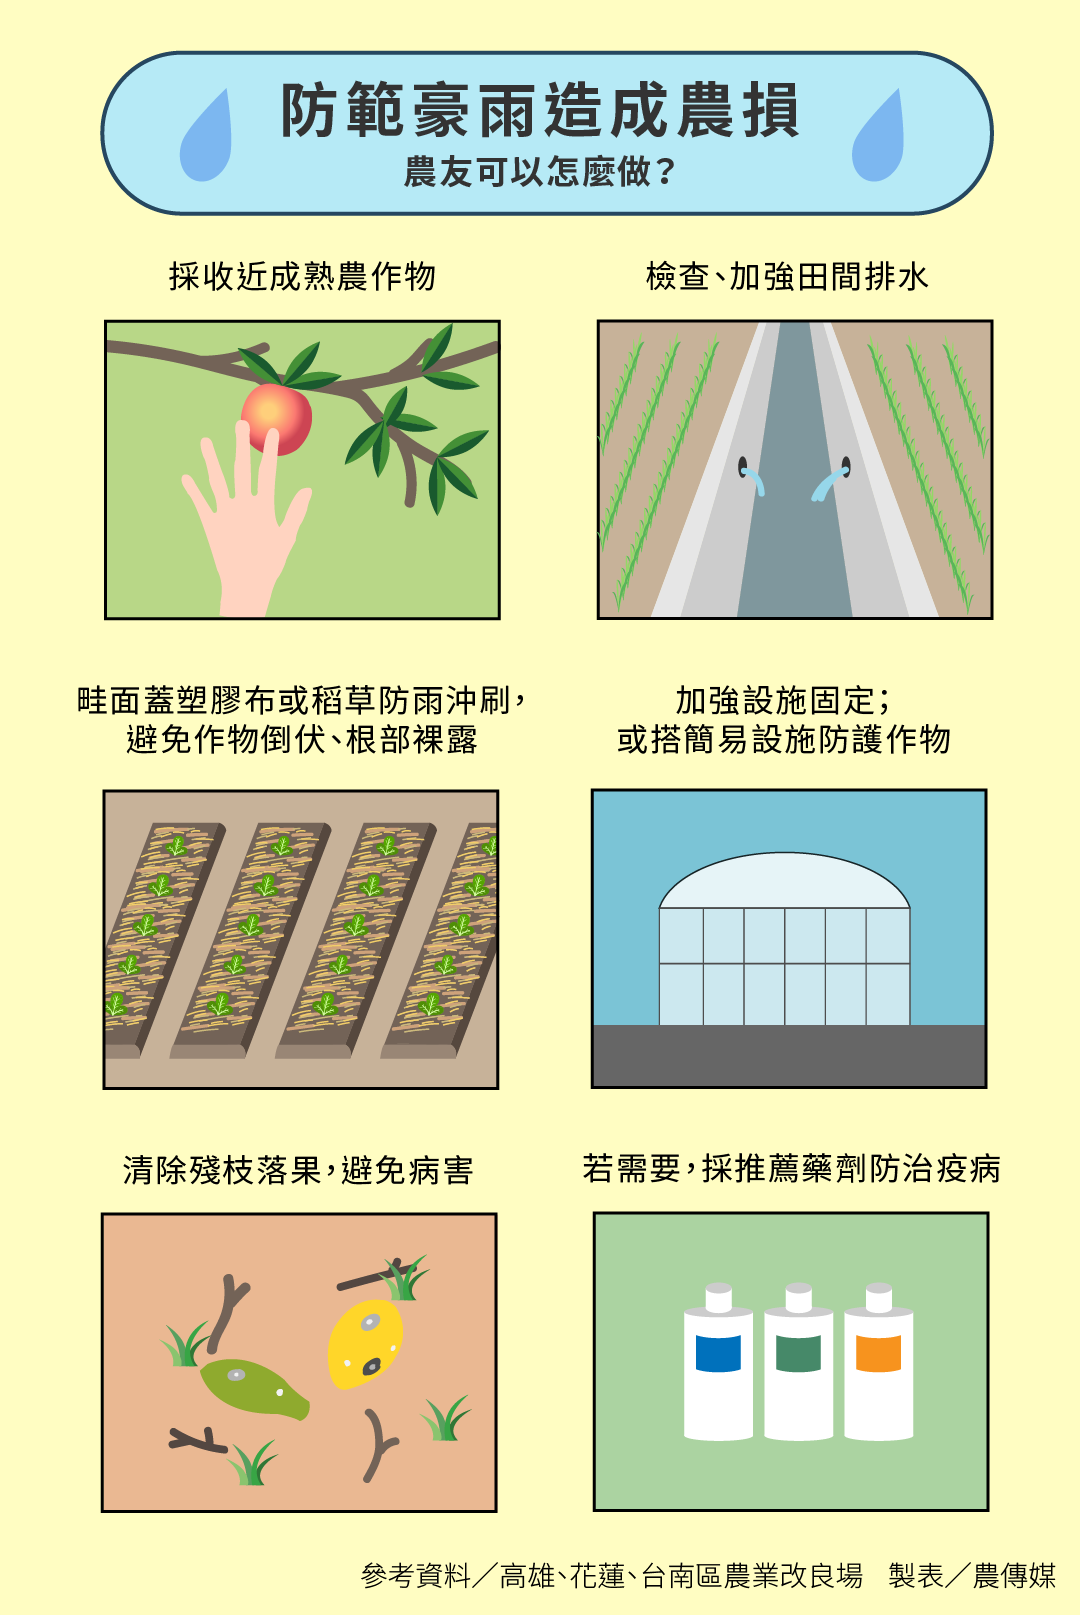 防範豪雨造成農損
農友可以怎麼做？
採收近成熟農作物
檢查、加強田間排水
畦面蓋塑膠布或稻草防雨沖刷，
避免作物倒伏、根部裸露
加強設施固定；
或搭簡易設施防護作物
清除殘枝落果，避免病害
若需要，採推薦藥劑防治疫病
參考資料／高雄、花蓮、台南區農業改良場　製表／農傳媒